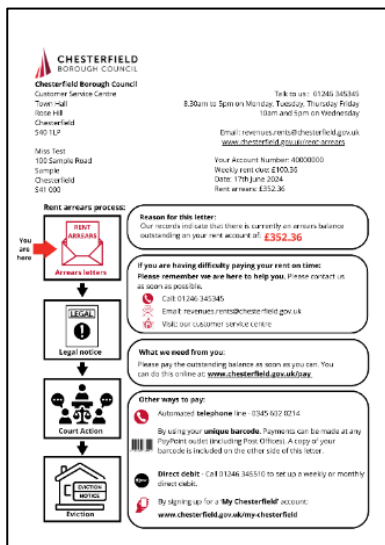 CHESTERFIELD
BOROUGH COUNCIL
Chesterfield Borough Council
Customer Service Centre
Town Hall
Rose Hill
Chesterfield
S40 1LP
Talk to us: 01246 345345
8.30am to 5pm on Monday, Tuesday, Thursday Friday
10am and 5pm on Wednesday
Email: revenues.rents@chesterfield.gov.uk
www.chesterfield.gov.uk/rent-arrears
Miss Test
100 Sample Road
Sample
Chesterfield
S41 000
Your Account Number: 40000000
Weekly rent due: £100.36
Date: 17th June 2024
Rent arrears: £352.36
Rent arrears process:
You
are
here
RENT
ARREARS
Arrears letters
LEGAL
Legal notice
Court Action
EVICTION
NOTICE
Eviction
Reason for this letter:
Our records indicate that there is currently an arrears balance
outstanding on your rent account of: £352.36
If you are having difficulty paying your rent on time:
Please remember we are here to help you. Please contact us
as soon as possible.
Call: 01246 345345
Email: revenues.rents@chesterfield.gov.uk
Visit: our customer service centre
What we need from you:
Please pay the outstanding balance as soon as you can. You
can do this online at: www.chesterfield.gov.uk/pay
Other ways to pay:
Automated telephone line - 0345 602 0214
By using your unique barcode. Payments can be made at any
PayPoint outlet (including Post Offices). A copy of your
barcode is included on the other side of this letter.
Direct debit - Call 01246 345510 to set up a weekly or monthly
direct debit.
By signing up for a 'My Chesterfield' account:
www.chesterfield.gov.uk/my-chesterfield